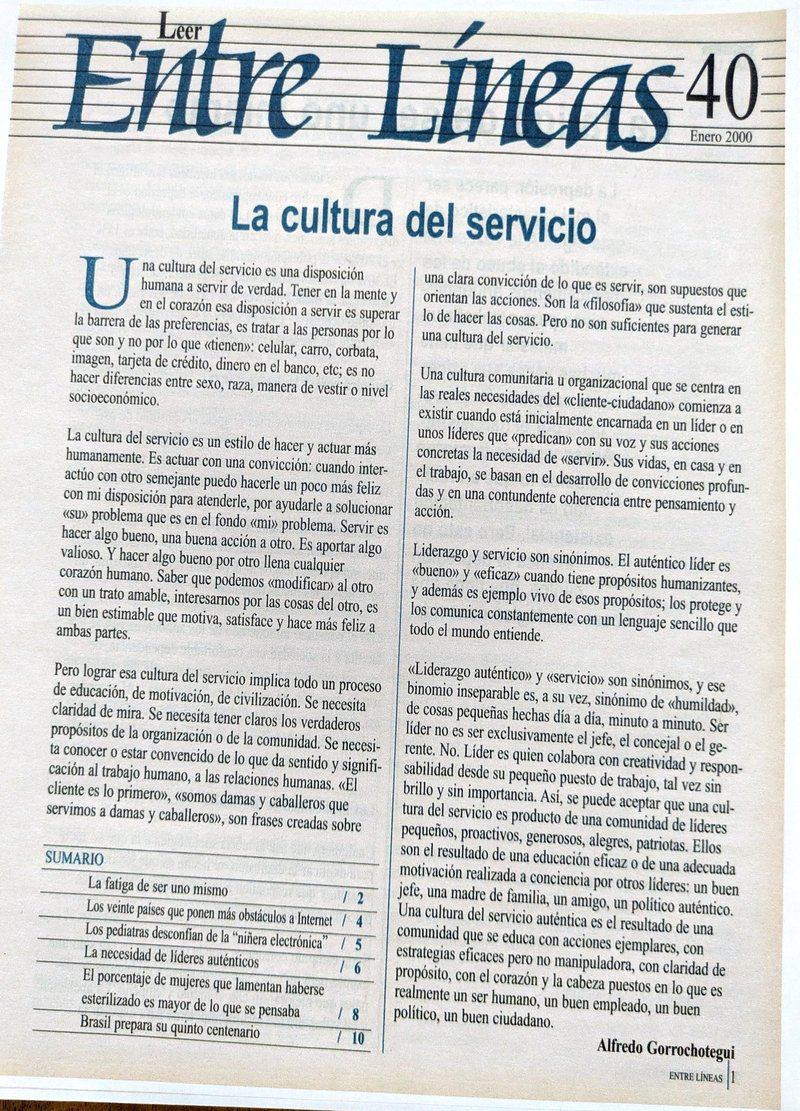 Leer
Entre Líneas
40
Enero 2000
La cultura del servicio
Una cultura del servicio es una disposición
humana a servir de verdad. Tener en la mente y
en el corazón esa disposición a servir es superar
la barrera de las preferencias, es tratar a las personas por lo
que son y no por lo que «tienen»: celular, carro, corbata,
imagen, tarjeta de crédito, dinero en el banco, etc; es no
hacer diferencias entre sexo, raza, manera de vestir o nivel
socioeconómico.
La cultura del servicio es un estilo de hacer y actuar más
humanamente. Es actuar con una convicción: cuando inter-
actúo con otro semejante puedo hacerle un poco más feliz
con mi disposición para atenderle, por ayudarle a solucionar
«su» problema que es en el fondo «mi» problema. Servir es
hacer algo bueno, una buena acción a otro. Es aportar algo
valioso. Y hacer algo bueno por otro llena cualquier
corazón humano. Saber que podemos «modificar» al otro
con un trato amable, interesarnos por las cosas del otro, es
un bien estimable que motiva, satisface y hace más feliz a
ambas partes.
Pero lograr esa cultura del servicio implica todo un proceso
de educación, de motivación, de civilización. Se necesita
claridad de mira. Se necesita tener claros los verdaderos
propósitos de la organización o de la comunidad. Se necesi-
ta conocer o estar convencido de lo que da sentido y signifi-
cación al trabajo humano, a las relaciones humanas. «El
cliente es lo primero», «somos damas y caballeros que
servimos a damas y caballeros», son frases creadas sobre
SUMARIO
La fatiga de ser uno mismo / 2
Los veinte países que ponen más obstáculos a Internet / 4
Los pediatras desconfían de la “niñera electrónica” / 5
La necesidad de líderes auténticos / 6
El porcentaje de mujeres que lamentan haberse
esterilizado es mayor de lo que se pensaba / 8
Brasil prepara su quinto centenario / 10
una clara convicción de lo que es servir, son supuestos que
orientan las acciones. Son la «filosofía» que sustenta el esti-
lo de hacer las cosas. Pero no son suficientes para generar
una cultura del servicio.
Una cultura comunitaria u organizacional que se centra en
las reales necesidades del «cliente-ciudadano» comienza a
existir cuando está inicialmente encarnada en un líder o en
unos líderes que «predican» con su voz y sus acciones
concretas la necesidad de «servir». Sus vidas, en casa y en
el trabajo, se basan en el desarrollo de convicciones profun-
das y en una contundente coherencia entre pensamiento y
acción.
Liderazgo y servicio son sinónimos. El auténtico líder es
«bueno» y «eficaz» cuando tiene propósitos humanizantes,
y además es ejemplo vivo de esos propósitos; los protege y
los comunica constantemente con un lenguaje sencillo que
todo el mundo entiende.
«Liderazgo auténtico» y «servicio» son sinónimos, y ese
binomio inseparable es, a su vez, sinónimo de «humildad»,
de cosas pequeñas hechas día a día, minuto a minuto. Ser
líder no es ser exclusivamente el jefe, el concejal o el ge-
rente. No. Líder es quien colabora con creatividad y respon-
sabilidad desde su pequeño puesto de trabajo, tal vez sin
brillo y sin importancia. Así, se puede aceptar que una cul-
tura del servicio es producto de una comunidad de líderes
pequeños, proactivos, generosos, alegres, patriotas. Ellos
son el resultado de una educación eficaz o de una adecuada
motivación realizada a conciencia por otros líderes: un buen
jefe, una madre de familia, un amigo, un político auténtico.
Una cultura del servicio auténtica es el resultado de una
comunidad que se educa con acciones ejemplares, con
estrategias eficaces pero no manipuladora, con claridad de
propósito, con el corazón y la cabeza puestos en lo que es
realmente un ser humano, un buen empleado, un buen
político, un buen ciudadano.
Alfredo Gorrochotegui
ENTRE LÍNEAS 1